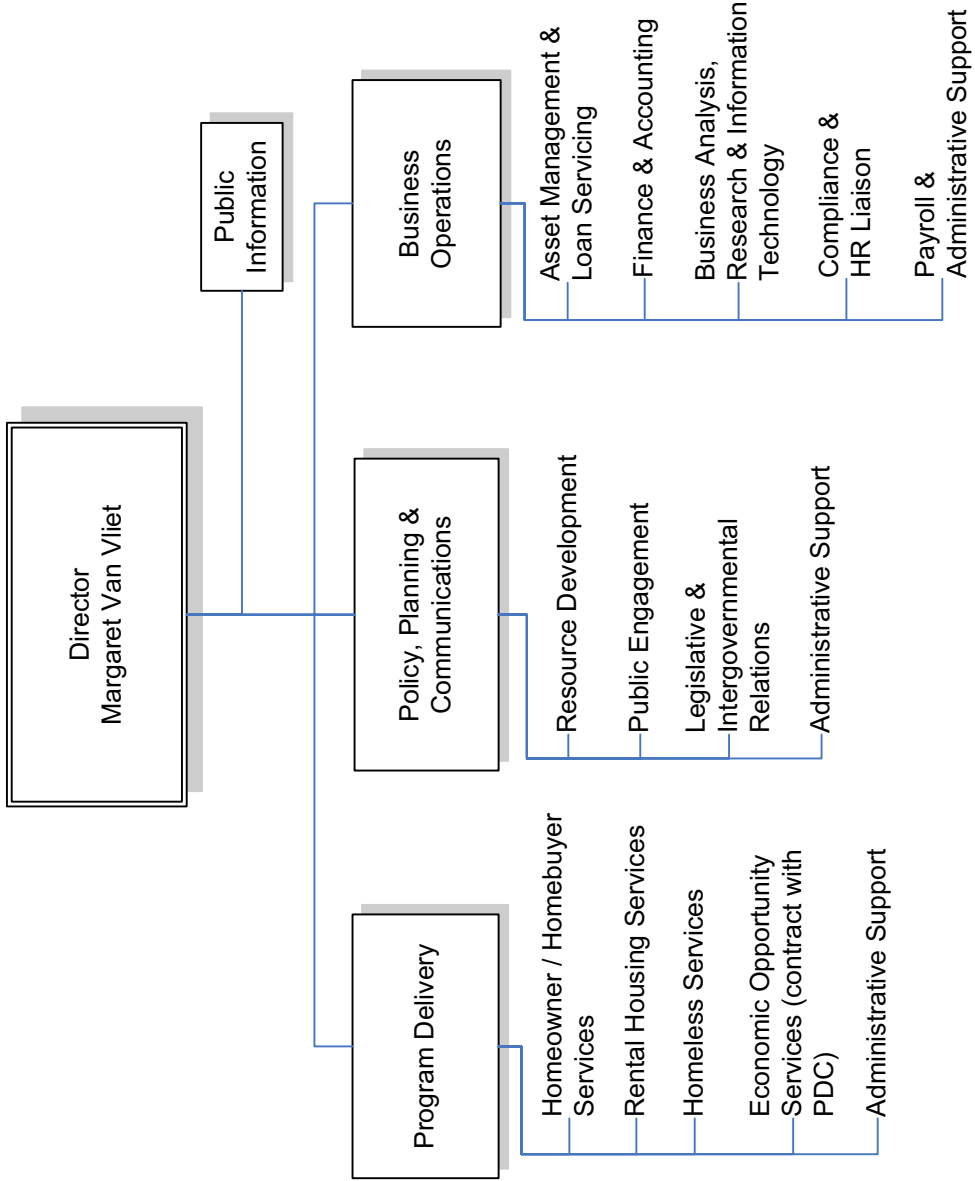 Director
Margaret Van Vliet
Public
Information
Program Delivery
Homeowner / Homebuyer
Services
Rental Housing Services
Homeless Services
Economic Opportunity
Services (contract with
PDC)
Administrative Support
Policy, Planning &
Communications
Resource Development
Public Engagement
Legislative &
Intergovernmental
Relations
Administrative Support
Business
Operations
Asset Management &
Loan Servicing
Finance & Accounting
Business Analysis,
Research & Information
Technology
Compliance &
HR Liaison
Payroll &
Administrative Support